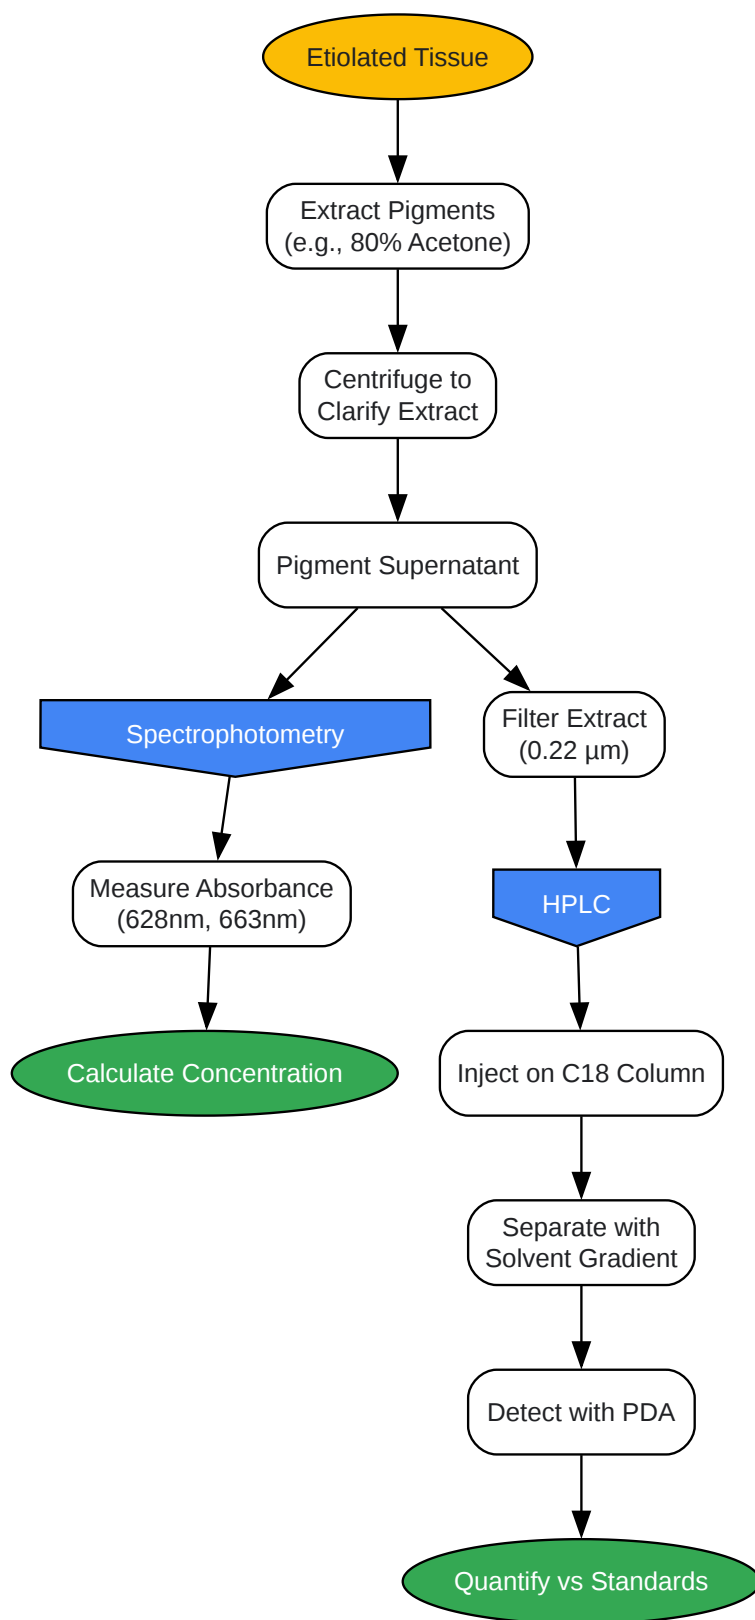 Etiolated Tissue
Extract Pigments
(e.g., 80% Acetone)
Centrifuge to
Clarify Extract
Pigment Supernatant
Spectrophotometry
Measure Absorbance
(628nm, 663nm)
Calculate Concentration
Filter Extract
(0.22 µm)
HPLC
Inject on C18 Column
Separate with
Solvent Gradient
Detect with PDA
Quantify vs Standards